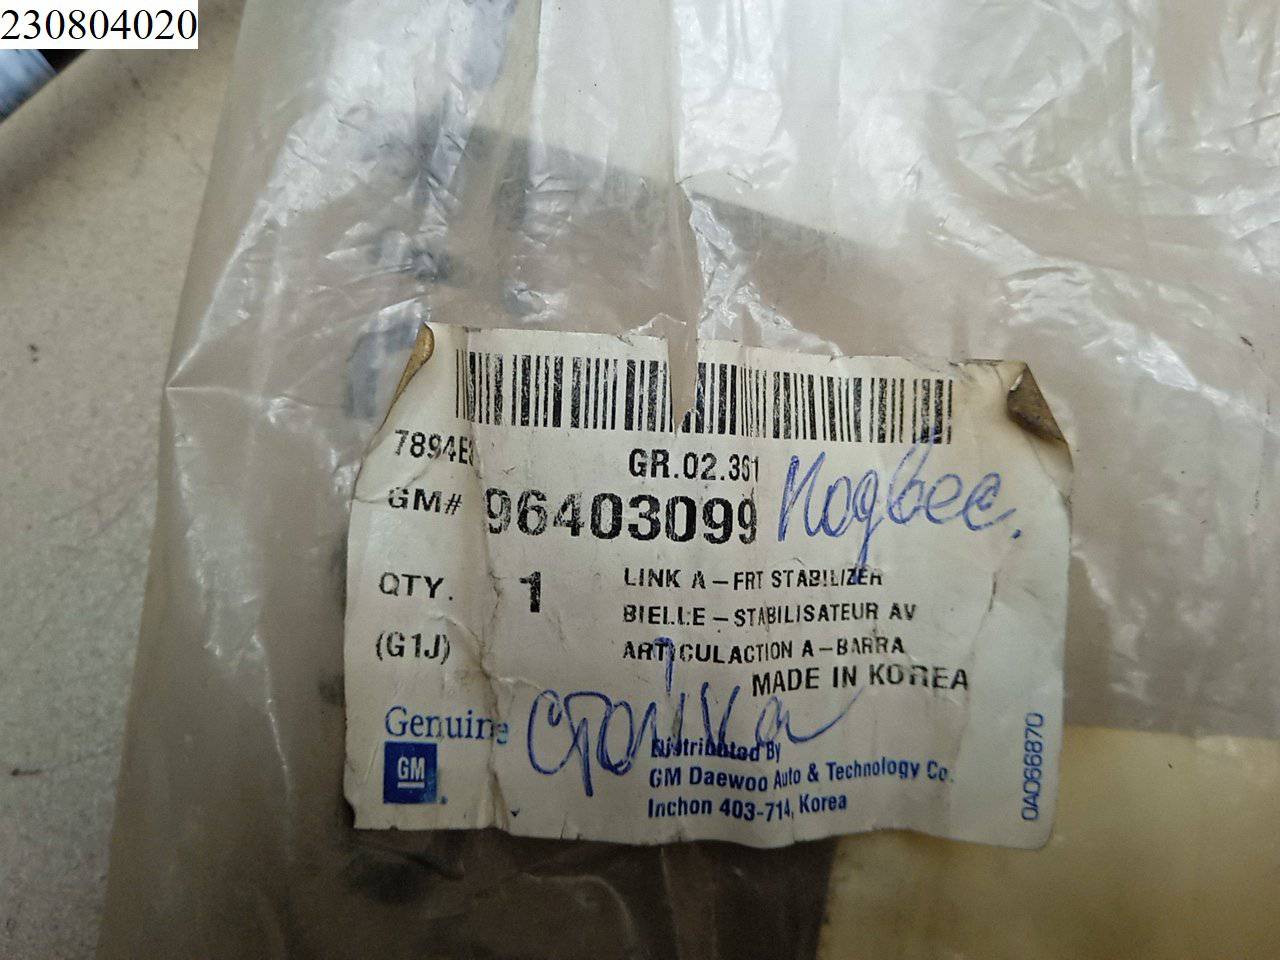 230804020
7894E
GR.02.361
GM# 96403099
Подвес.
QTY. 1
LINK A – FRT STABILIZER
BIELLE – STABILISATEUR AV
(G1J)
ARTICULACTION A – BARRA
MADE IN KOREA
Genuine
Стойка
GM
Distributed By
GM Daewoo Auto & Technology Co.
Inchon 403-714, Korea
0A066870